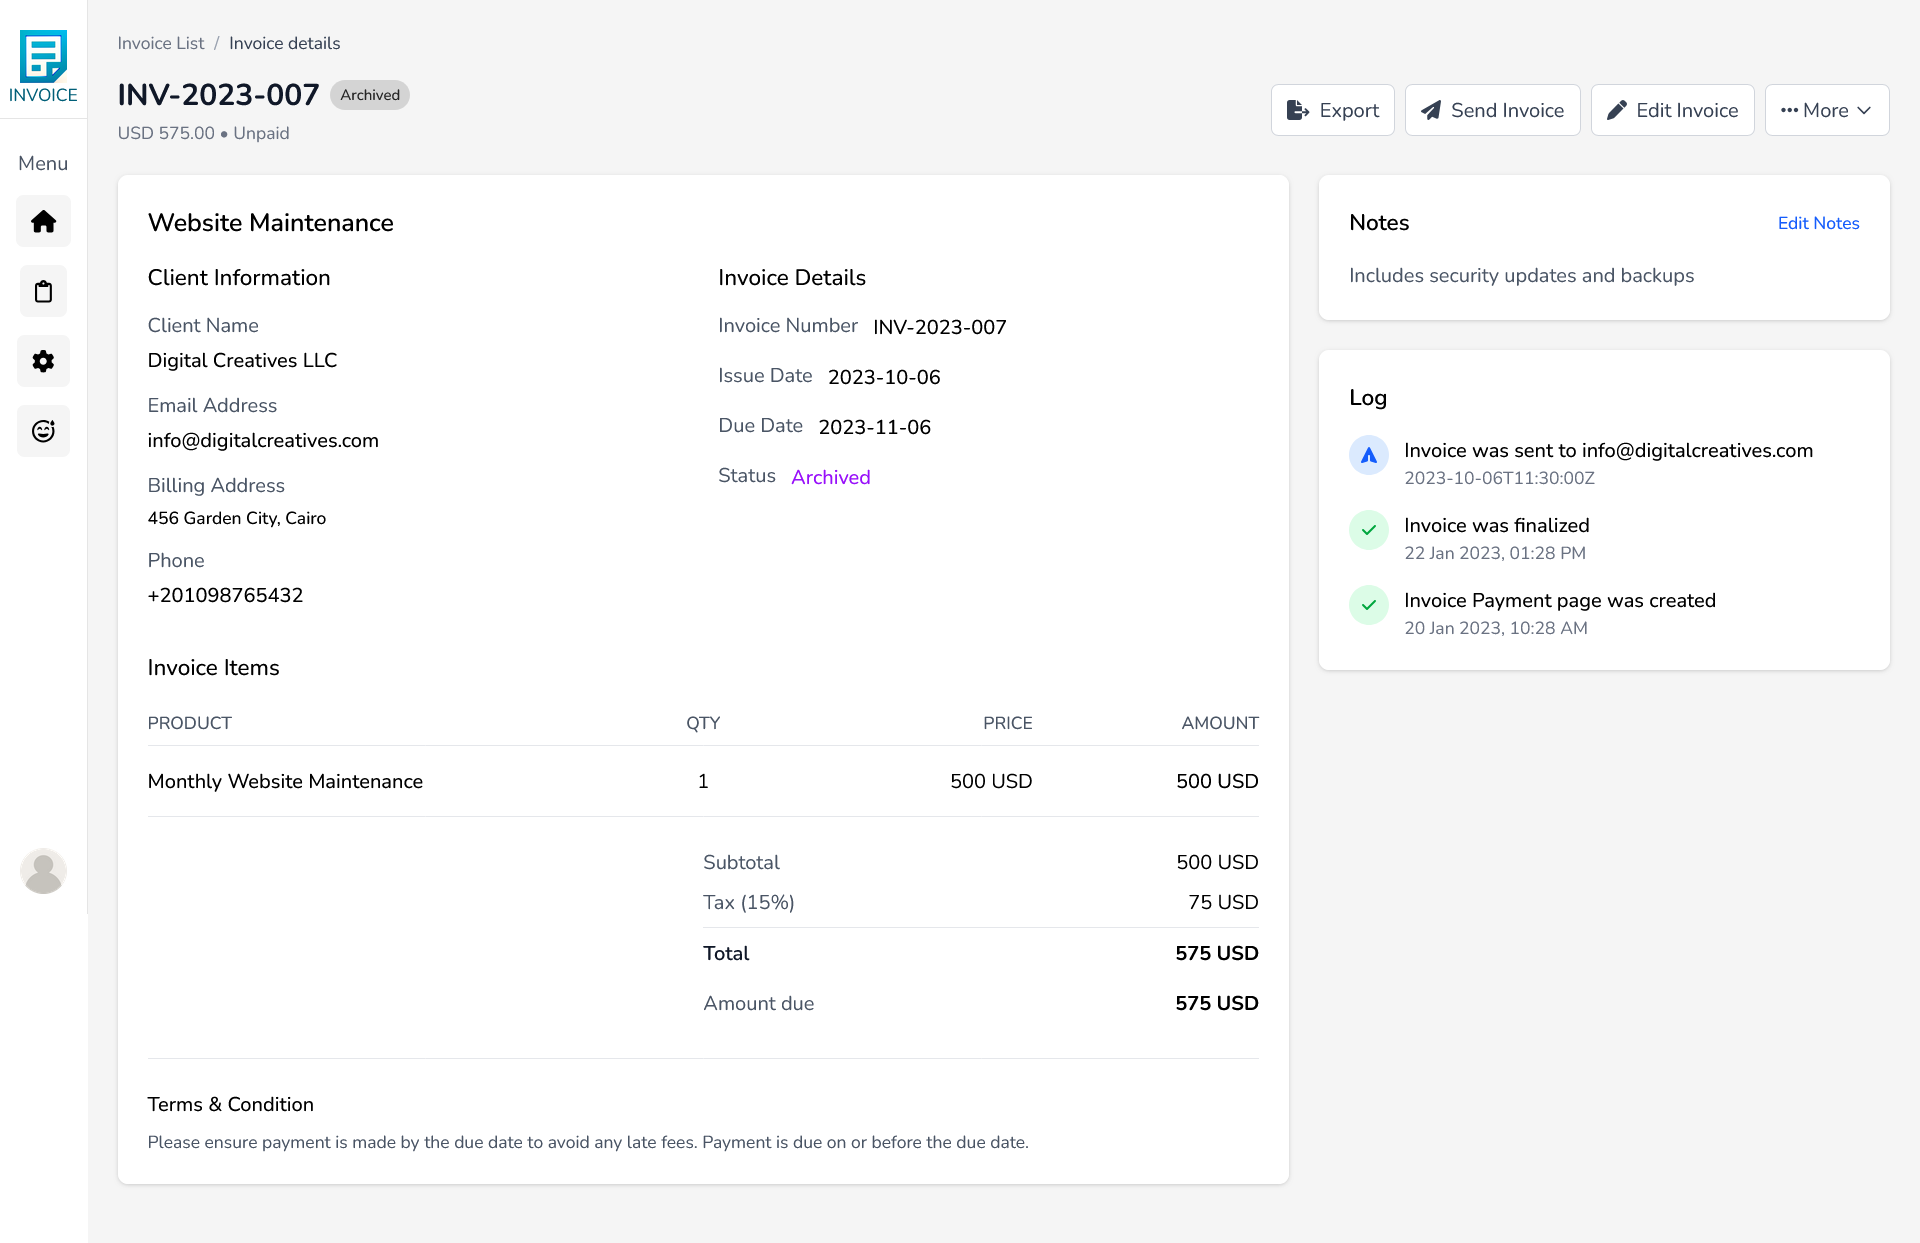 INVOICE
Menu
Invoice List / Invoice details
INV-2023-007 Archived
USD 575.00 • Unpaid
Export
Send Invoice
Edit Invoice
··· More
Website Maintenance
Client Information
Client Name
Digital Creatives LLC
Email Address
info@digitalcreatives.com
Billing Address
456 Garden City, Cairo
Phone
+201098765432
Invoice Details
Invoice Number INV-2023-007
Issue Date 2023-10-06
Due Date 2023-11-06
Status Archived
Invoice Items
PRODUCT QTY PRICE AMOUNT
Monthly Website Maintenance 1 500 USD 500 USD
Subtotal 500 USD
Tax (15%) 75 USD
Total 575 USD
Amount due 575 USD
Terms & Condition
Please ensure payment is made by the due date to avoid any late fees. Payment is due on or before the due date.
Notes Edit Notes
Includes security updates and backups
Log
Invoice was sent to info@digitalcreatives.com
2023-10-06T11:30:00Z
Invoice was finalized
22 Jan 2023, 01:28 PM
Invoice Payment page was created
20 Jan 2023, 10:28 AM